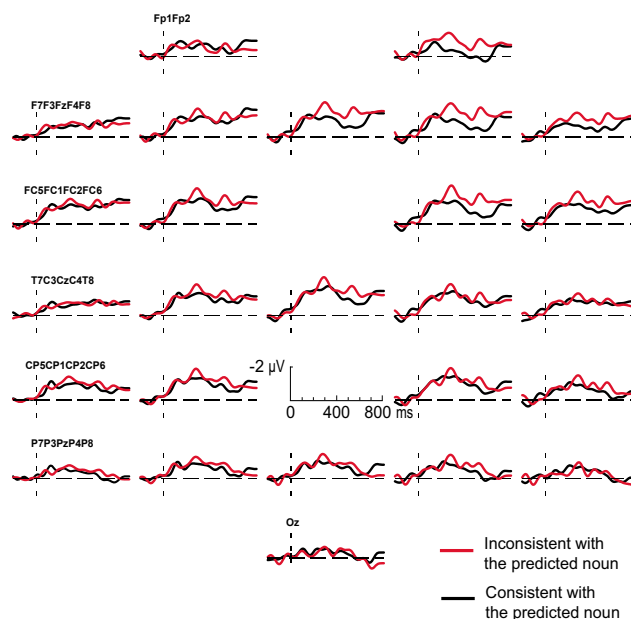 Fp1Fp2
F7F3FzF4F8
FC5FC1FC2FC6
T7C3CzC4T8
CP5CP1CP2CP6
-2 µV
0 400 800 ms
P7P3PzP4P8
Oz
Inconsistent with
the predicted noun
Consistent with
the predicted noun